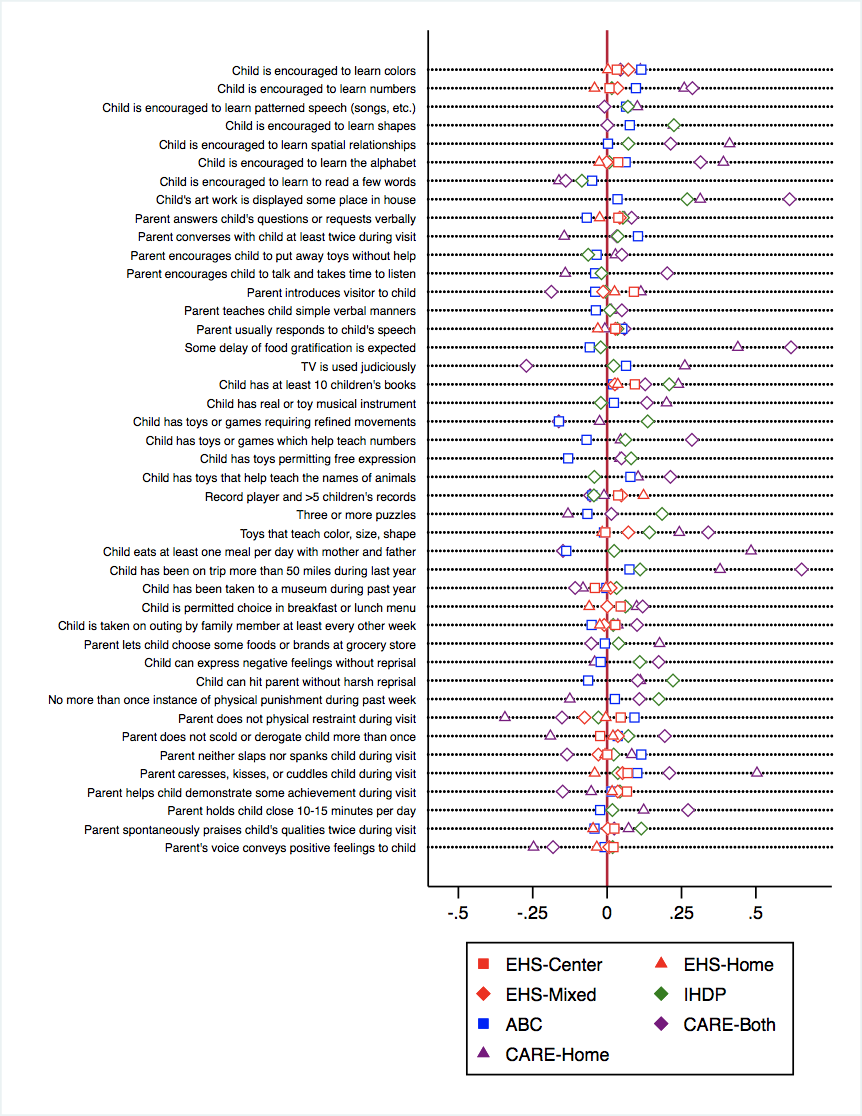 Child is encouraged to learn colors
Child is encouraged to learn numbers
Child is encouraged to learn patterned speech (songs, etc.)
Child is encouraged to learn shapes
Child is encouraged to learn spatial relationships
Child is encouraged to learn the alphabet
Child is encouraged to learn to read a few words
Child's art work is displayed some place in house
Parent answers child's questions or requests verbally
Parent converses with child at least twice during visit
Parent encourages child to put away toys without help
Parent encourages child to talk and takes time to listen
Parent introduces visitor to child
Parent teaches child simple verbal manners
Parent usually responds to child's speech
Some delay of food gratification is expected
TV is used judiciously
Child has at least 10 children's books
Child has real or toy musical instrument
Child has toys or games requiring refined movements
Child has toys or games which help teach numbers
Child has toys permitting free expression
Child has toys that help teach the names of animals
Record player and >5 children's records
Three or more puzzles
Toys that teach color, size, shape
Child eats at least one meal per day with mother and father
Child has been on trip more than 50 miles during last year
Child has been taken to a museum during past year
Child is permitted choice in breakfast or lunch menu
Child is taken on outing by family member at least every other week
Parent lets child choose some foods or brands at grocery store
Child can express negative feelings without reprisal
Child can hit parent without harsh reprisal
No more than once instance of physical punishment during past week
Parent does not physical restraint during visit
Parent does not scold or derogate child more than once
Parent neither slaps nor spanks child during visit
Parent caresses, kisses, or cuddles child during visit
Parent helps child demonstrate some achievement during visit
Parent holds child close 10-15 minutes per day
Parent spontaneously praises child's qualities twice during visit
Parent's voice conveys positive feelings to child
-.5 -.25 0 .25 .5
EHS-Center EHS-Home
EHS-Mixed IHDP
ABC CARE-Both
CARE-Home